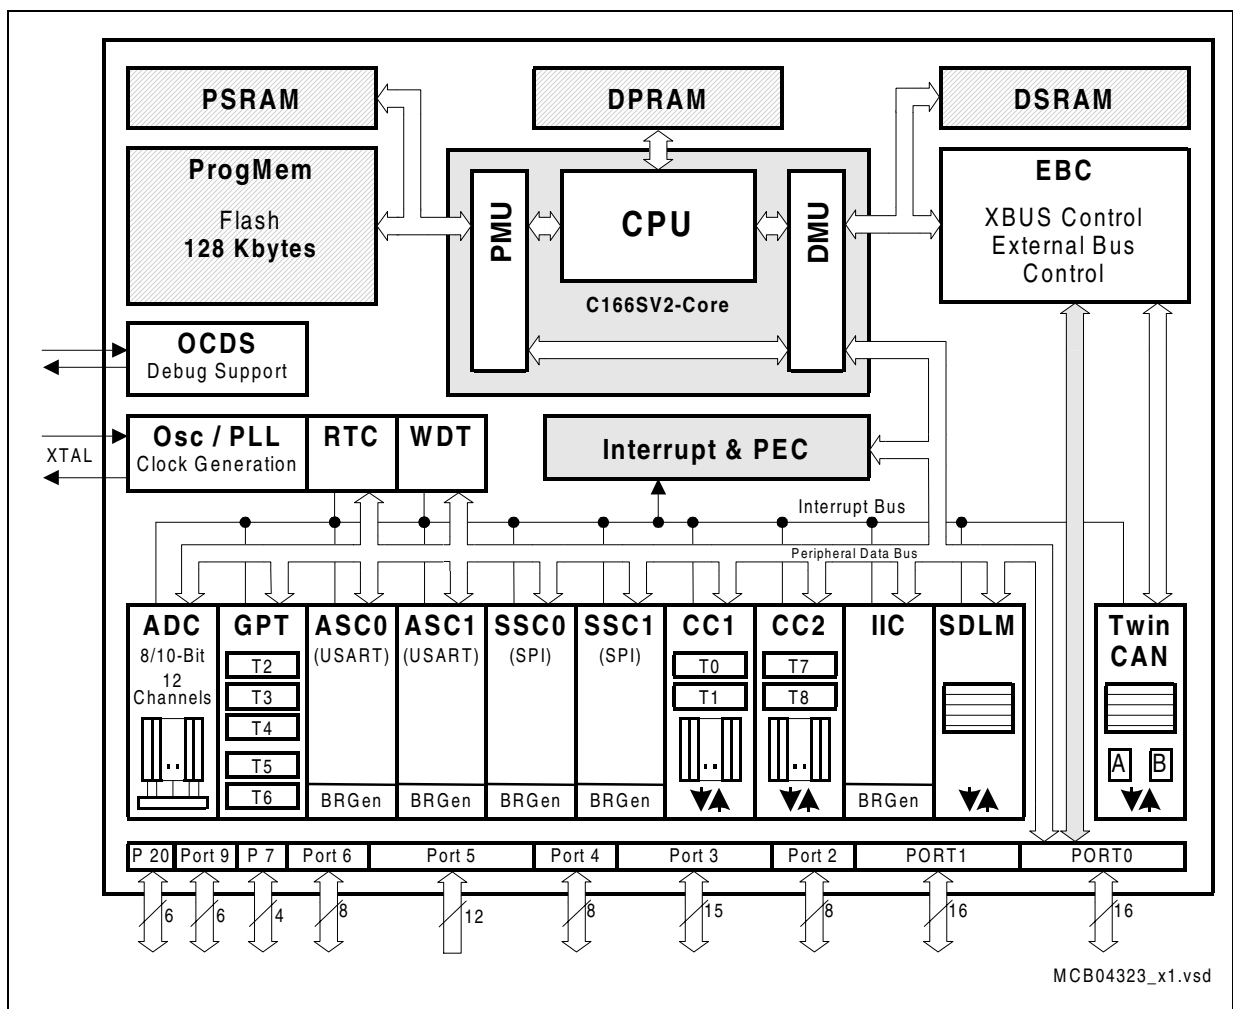 PSRAM
DPRAM
DSRAM
ProgMem
Flash
128 Kbytes
PMU
CPU
DMU
C166SV2-Core
EBC
XBUS Control
External Bus
Control
OCDS
Debug Support
Osc / PLL
Clock Generation
RTC
WDT
Interrupt & PEC
XTAL
Interrupt Bus
Peripheral Data Bus
ADC
8/10-Bit
12
Channels
GPT
T2
T3
T4
T5
T6
ASC0
(USART)
BRGen
ASC1
(USART)
BRGen
SSC0
(SPI)
BRGen
SSC1
(SPI)
BRGen
CC1
T0
T1
..
CC2
T7
T8
..
IIC
BRGen
SDLM
Twin
CAN
A B
P 20 Port 9 P 7 Port 6 Port 5 Port 4 Port 3 Port 2 PORT1 PORT0
6 6 4 8 12 8 15 8 16 16
MCB04323_x1.vsd